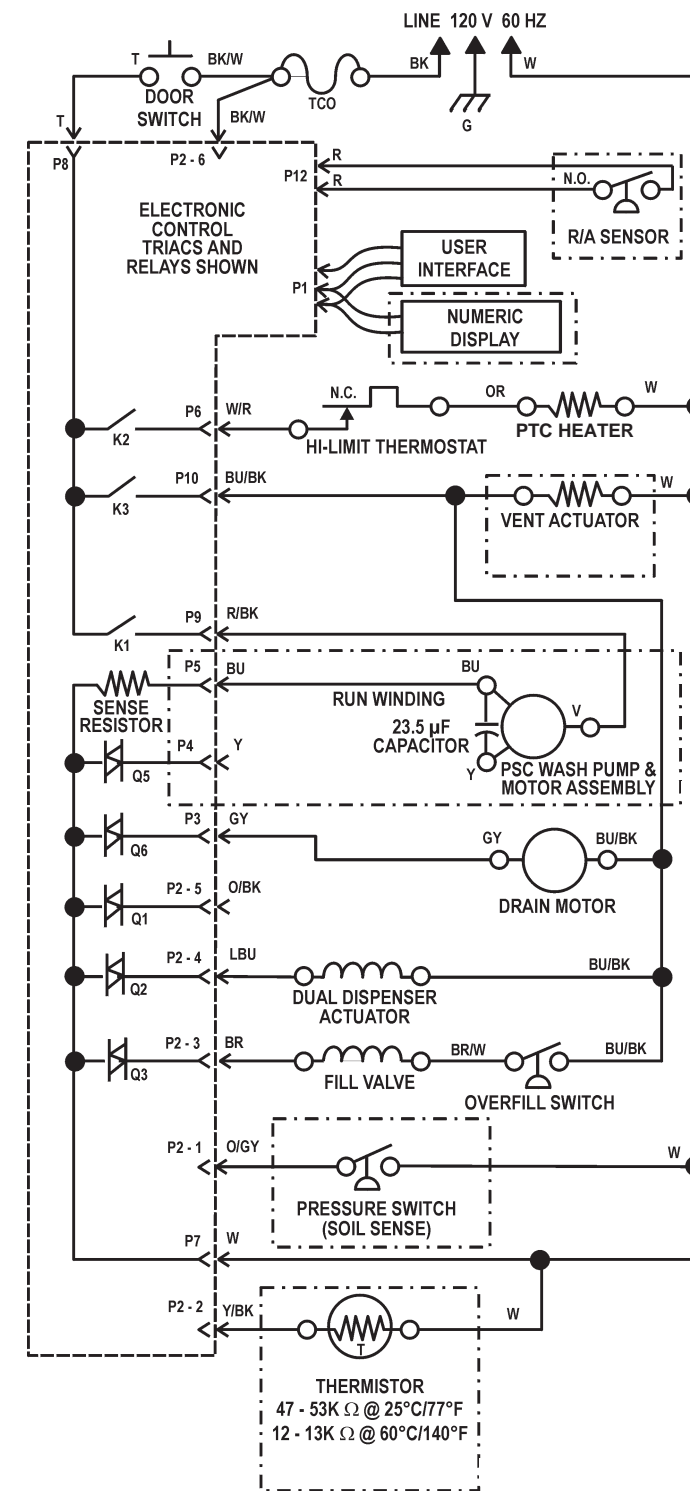 LINE 120 V 60 HZ
T
BK/W
BK
W
DOOR
SWITCH
TCO
G
T
BK/W
P8
P2 - 6
P12
R
R
N.O.
R/A SENSOR
ELECTRONIC
CONTROL
TRIACS AND
RELAYS SHOWN
USER
INTERFACE
P1
NUMERIC
DISPLAY
N.C.
OR
W
P6
W/R
K2
HI-LIMIT THERMOSTAT
PTC HEATER
P10
BU/BK
W
K3
VENT ACTUATOR
P9
R/BK
K1
P5
BU
BU
SENSE
RESISTOR
RUN WINDING
23.5 µF
CAPACITOR
V
P4
Y
Q5
Y
PSC WASH PUMP &
MOTOR ASSEMBLY
P3
GY
GY
BU/BK
Q6
P2 - 5
O/BK
Q1
DRAIN MOTOR
P2 - 4
LBU
BU/BK
Q2
DUAL DISPENSER
ACTUATOR
P2 - 3
BR
BR/W
BU/BK
Q3
FILL VALVE
OVERFILL SWITCH
P2 - 1
O/GY
W
PRESSURE SWITCH
(SOIL SENSE)
P7
W
P2 - 2
Y/BK
W
T
THERMISTOR
47 - 53K Ω @ 25°C/77°F
12 - 13K Ω @ 60°C/140°F